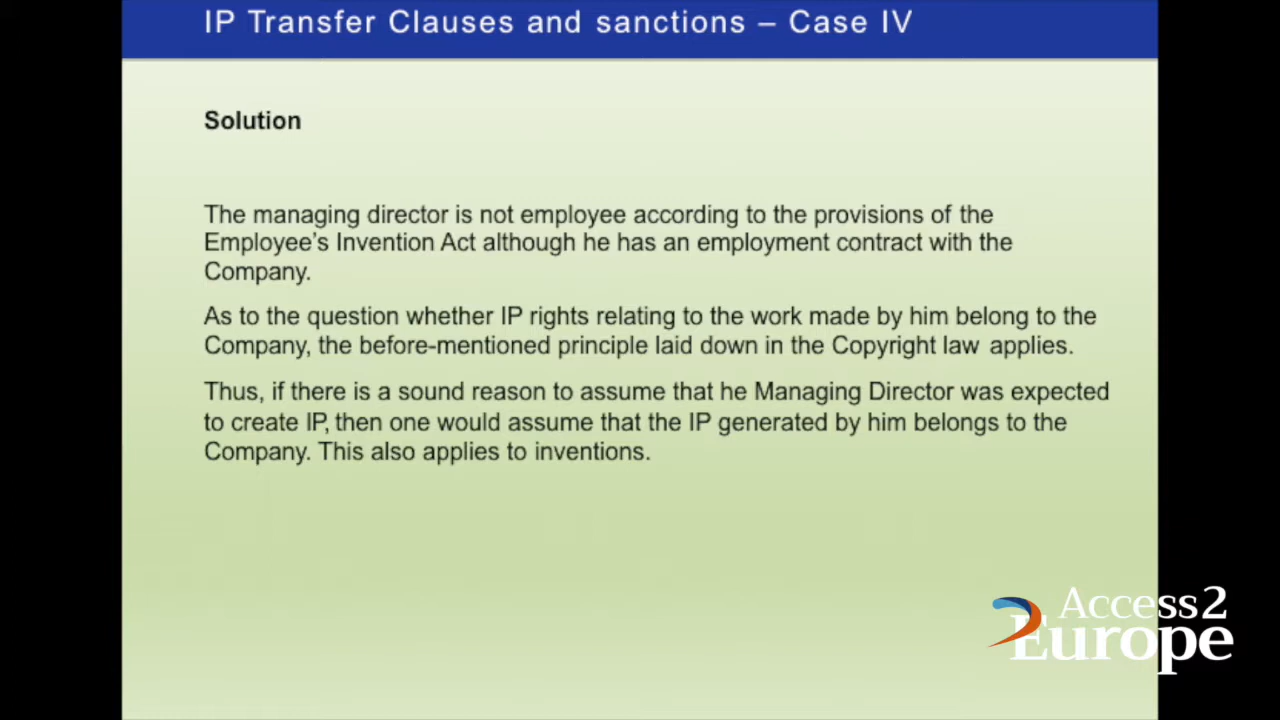 IP Transfer Clauses and sanctions – Case IV
Solution
The managing director is not employee according to the provisions of the
Employee’s Invention Act although he has an employment contract with the
Company.
As to the question whether IP rights relating to the work made by him belong to the
Company, the before-mentioned principle laid down in the Copyright law applies.
Thus, if there is a sound reason to assume that he Managing Director was expected
to create IP, then one would assume that the IP generated by him belongs to the
Company. This also applies to inventions.
Access2
Europe